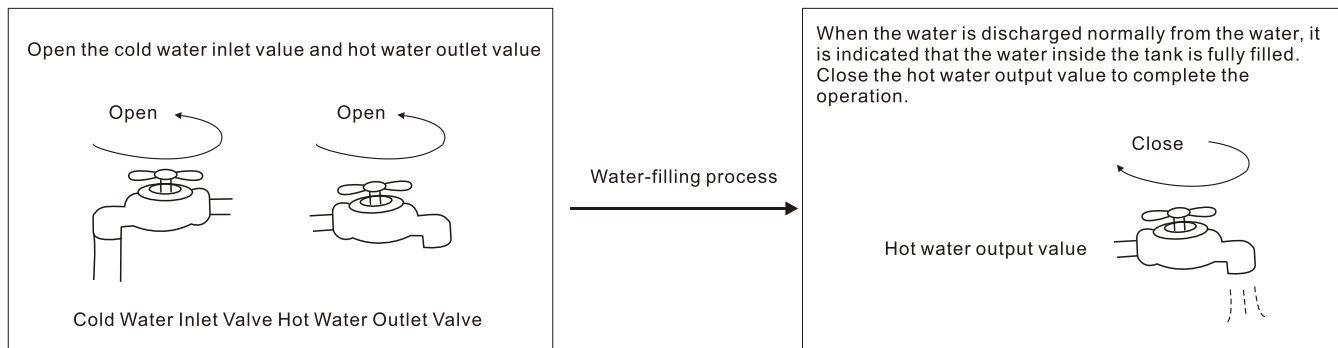 Open the cold water inlet value and hot water outlet value
Open
Open
Cold Water Inlet Valve Hot Water Outlet Valve
Water-filling process
When the water is discharged normally from the water, it
is indicated that the water inside the tank is fully filled.
Close the hot water output value to complete the
operation.
Close
Hot water output value